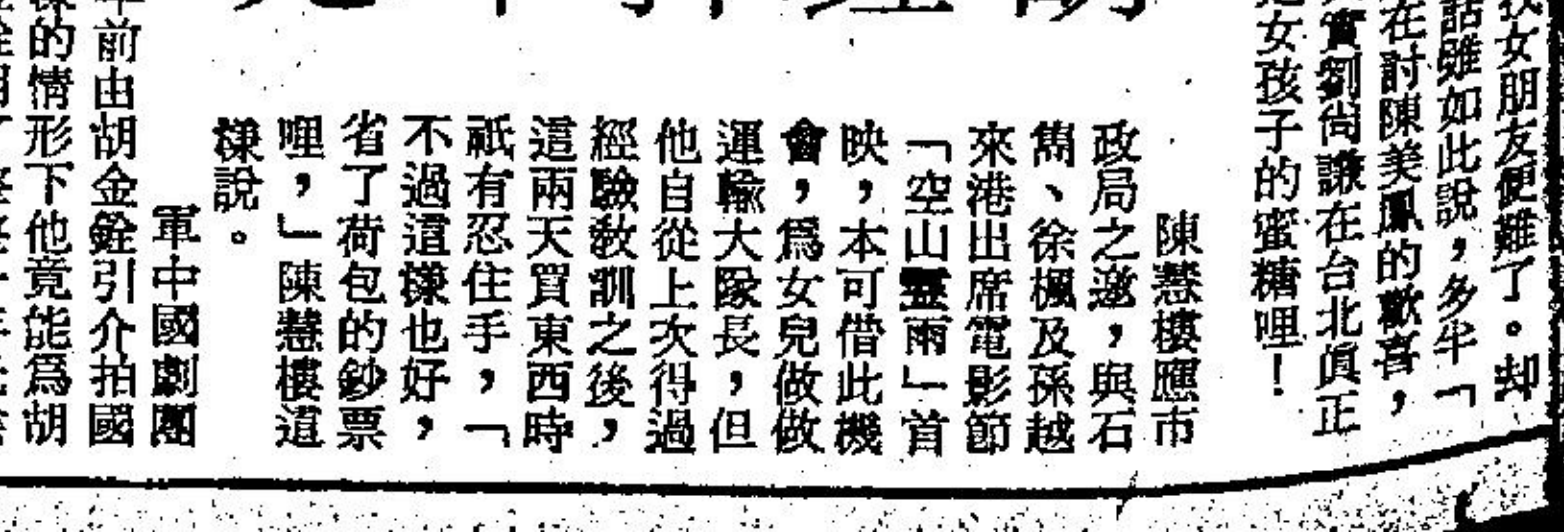 女朋友便難了。却
話雖如此說，多半「
在討陳美鳳的歡喜，
實劉尙謙在台北眞正
女孩子的蜜糖哩！
陳慧樓應市
政局之邀，與石
雋、徐楓及孫越
來港出席電影節
「空山靈雨」首
映，本可借此機
會，爲女兒做做
運輸大隊長，但
他自從上次得過
經驗敎訓之後，
這兩天買東西時
祇有忍住手，「
不過這樣也好，
省了荷包的鈔票
哩，」陳慧樓道
樣說。
軍中國劇團
年前由胡金銓引介拍國
樣的情形下他竟能爲胡